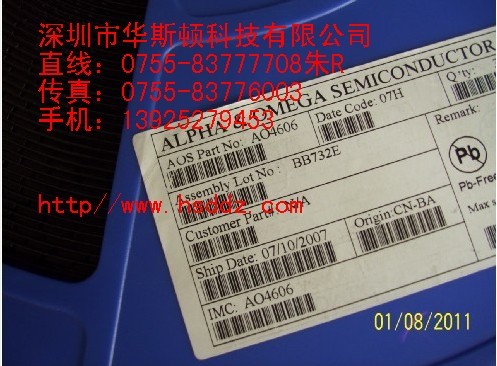 深圳市华斯顿科技有限公司
直线：0755-83777708朱R
传真：0755-83776003
手机：13925279453
http://www.hsddz.com
ALPHA & OMEGA SEMICONDUCTOR
AOS Part No: AO4606
Date Code: 07H
Q'ty:
Assembly Lot No : BB732E
Remark:
Pb
Pb-Free
Customer Part:
Ship Date: 07/10/2007
Origin:CN-BA
Max s
IMC: AO4606
01/08/2011